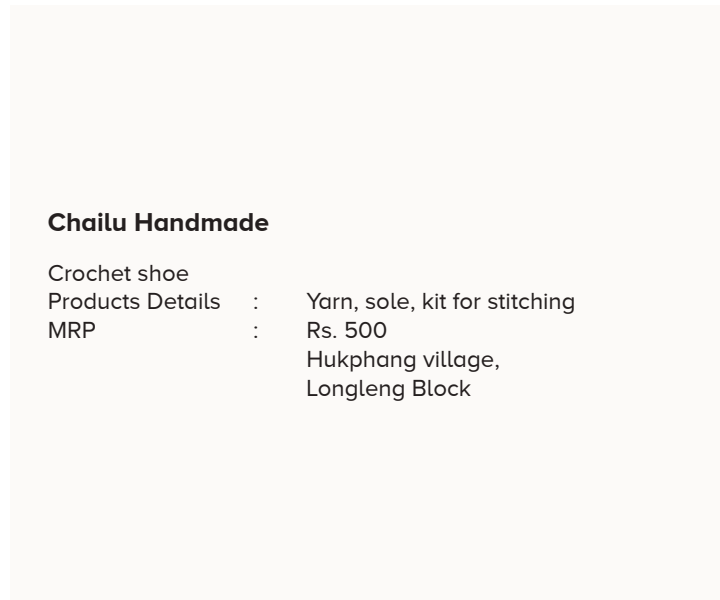 Chailu Handmade
Crochet shoe
Products Details : Yarn, sole, kit for stitching
MRP : Rs. 500
Hukphang village,
Longleng Block